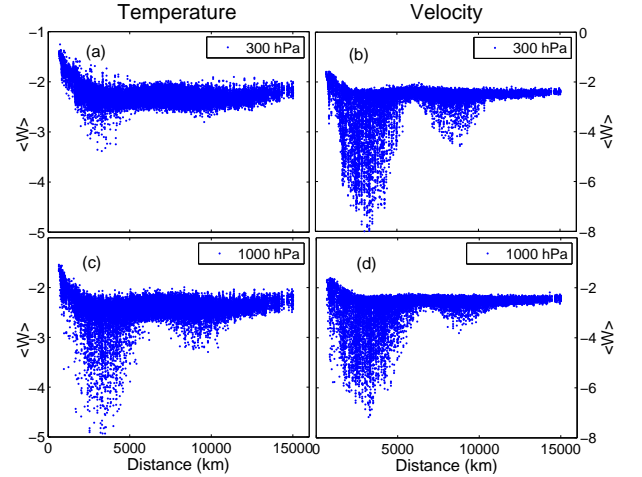 Temperature
Velocity
−1
−2
−3
−4
−5
<W>
(a)
300 hPa
0
−2
−4
−6
−8
<W>
(b)
300 hPa
−2
−3
−4
−5
<W>
(c)
1000 hPa
−2
−4
−6
−8
<W>
(d)
1000 hPa
0 5000 10000 15000
Distance (km)
0 5000 10000 15000
Distance (km)